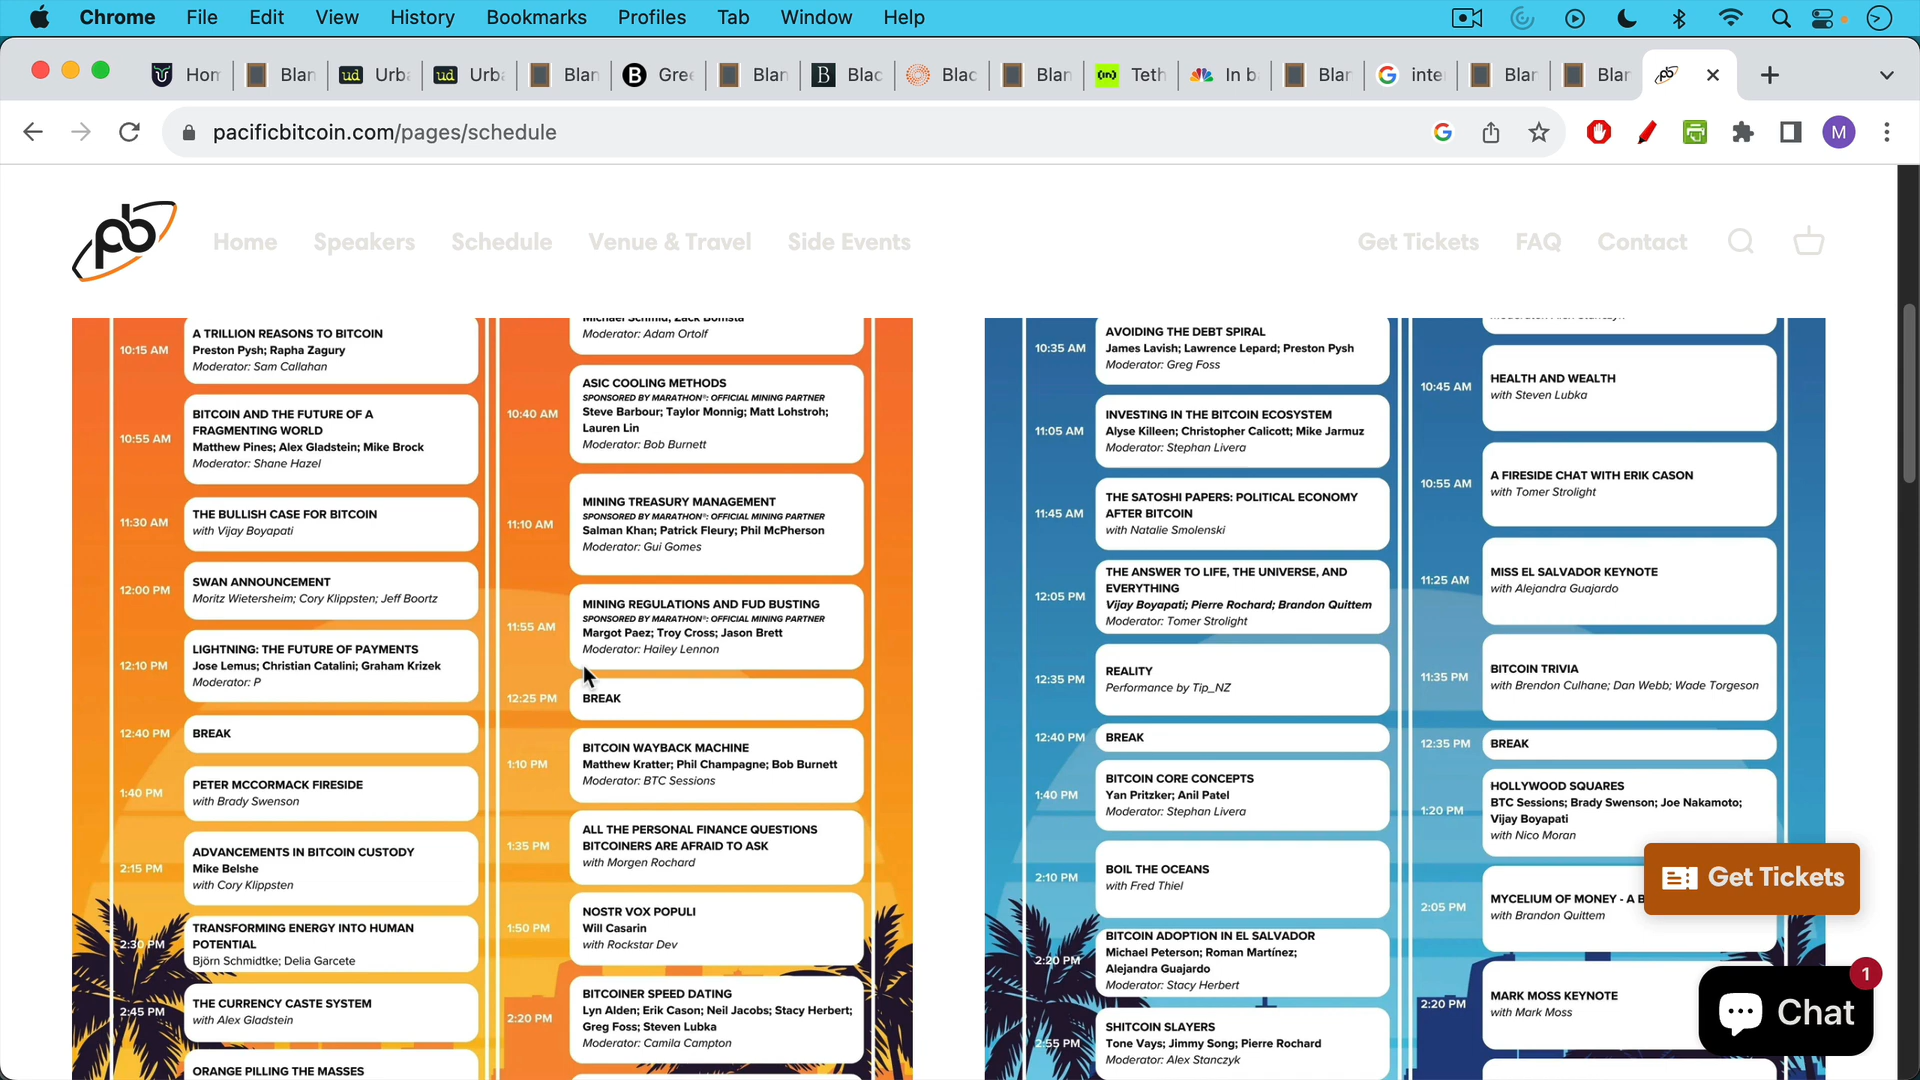 Chrome File Edit View History Bookmarks Profiles Tab Window Help
Hom Blan Urba Urba Blan Gree Blan Blac Blac Blan Teth In b Blan inte Blan Blan
pacificbitcoin.com/pages/schedule
M
pb
Home Speakers Schedule Venue & Travel Side Events Get Tickets FAQ Contact
10:15 AM
A TRILLION REASONS TO BITCOIN
Preston Pysh; Rapha Zagury
Moderator: Sam Callahan
10:55 AM
BITCOIN AND THE FUTURE OF A
FRAGMENTING WORLD
Matthew Pines; Alex Gladstein; Mike Brock
Moderator: Shane Hazel
11:30 AM
THE BULLISH CASE FOR BITCOIN
with Vijay Boyapati
12:00 PM
SWAN ANNOUNCEMENT
Moritz Wietersheim; Cory Klippsten; Jeff Boortz
12:10 PM
LIGHTNING: THE FUTURE OF PAYMENTS
Jose Lemus; Christian Catalini; Graham Krizek
Moderator: P
12:40 PM
BREAK
1:40 PM
PETER MCCORMACK FIRESIDE
with Brady Swenson
2:15 PM
ADVANCEMENTS IN BITCOIN CUSTODY
Mike Belshe
with Cory Klippsten
2:30 PM
TRANSFORMING ENERGY INTO HUMAN
POTENTIAL
Björn Schmidtke; Delia Garcete
2:45 PM
THE CURRENCY CASTE SYSTEM
with Alex Gladstein
ORANGE PILLING THE MASSES
Michael Schmid; Zack Bomsta
Moderator: Adam Ortolf
10:40 AM
ASIC COOLING METHODS
SPONSORED BY MARATHON®: OFFICIAL MINING PARTNER
Steve Barbour; Taylor Monnig; Matt Lohstroh;
Lauren Lin
Moderator: Bob Burnett
11:10 AM
MINING TREASURY MANAGEMENT
SPONSORED BY MARATHON®: OFFICIAL MINING PARTNER
Salman Khan; Patrick Fleury; Phil McPherson
Moderator: Gui Gomes
11:55 AM
MINING REGULATIONS AND FUD BUSTING
SPONSORED BY MARATHON®: OFFICIAL MINING PARTNER
Margot Paez; Troy Cross; Jason Brett
Moderator: Hailey Lennon
12:25 PM
BREAK
1:10 PM
BITCOIN WAYBACK MACHINE
Matthew Kratter; Phil Champagne; Bob Burnett
Moderator: BTC Sessions
1:35 PM
ALL THE PERSONAL FINANCE QUESTIONS
BITCOINERS ARE AFRAID TO ASK
with Morgen Rochard
1:50 PM
NOSTR VOX POPULI
Will Casarin
with Rockstar Dev
2:20 PM
BITCOINER SPEED DATING
Lyn Alden; Erik Cason; Neil Jacobs; Stacy Herbert;
Greg Foss; Steven Lubka
Moderator: Camila Campton
10:35 AM
AVOIDING THE DEBT SPIRAL
James Lavish; Lawrence Lepard; Preston Pysh
Moderator: Greg Foss
11:05 AM
INVESTING IN THE BITCOIN ECOSYSTEM
Alyse Killeen; Christopher Calicott; Mike Jarmuz
Moderator: Stephan Livera
11:45 AM
THE SATOSHI PAPERS: POLITICAL ECONOMY
AFTER BITCOIN
with Natalie Smolenski
12:05 PM
THE ANSWER TO LIFE, THE UNIVERSE, AND
EVERYTHING
Vijay Boyapati; Pierre Rochard; Brandon Quittem
Moderator: Tomer Strolight
12:35 PM
REALITY
Performance by Tip_NZ
12:40 PM
BREAK
1:40 PM
BITCOIN CORE CONCEPTS
Yan Pritzker; Anil Patel
Moderator: Stephan Livera
2:10 PM
BOIL THE OCEANS
with Fred Thiel
2:20 PM
BITCOIN ADOPTION IN EL SALVADOR
Michael Peterson; Roman Martínez;
Alejandra Guajardo
Moderator: Stacy Herbert
2:55 PM
SHITCOIN SLAYERS
Tone Vays; Jimmy Song; Pierre Rochard
Moderator: Alex Stanczyk
10:45 AM
HEALTH AND WEALTH
with Steven Lubka
10:55 AM
A FIRESIDE CHAT WITH ERIK CASON
with Tomer Strolight
11:25 AM
MISS EL SALVADOR KEYNOTE
with Alejandra Guajardo
11:35 AM
BITCOIN TRIVIA
with Brendon Culhane; Dan Webb; Wade Torgeson
12:35 PM
BREAK
1:20 PM
HOLLYWOOD SQUARES
BTC Sessions; Brady Swenson; Joe Nakamoto;
Vijay Boyapati
with Nico Moran
2:05 PM
MYCELIUM OF MONEY - A B
with Brandon Quittem
2:20 PM
MARK MOSS KEYNOTE
with Mark Moss
Get Tickets
1
Chat